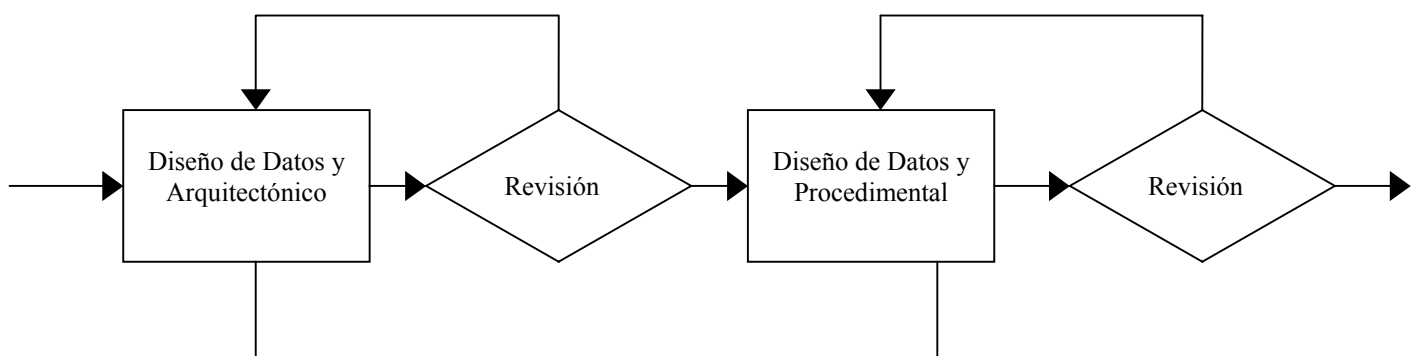 Diseño de Datos y
Arquitectónico
Revisión
Diseño de Datos y
Procedimental
Revisión